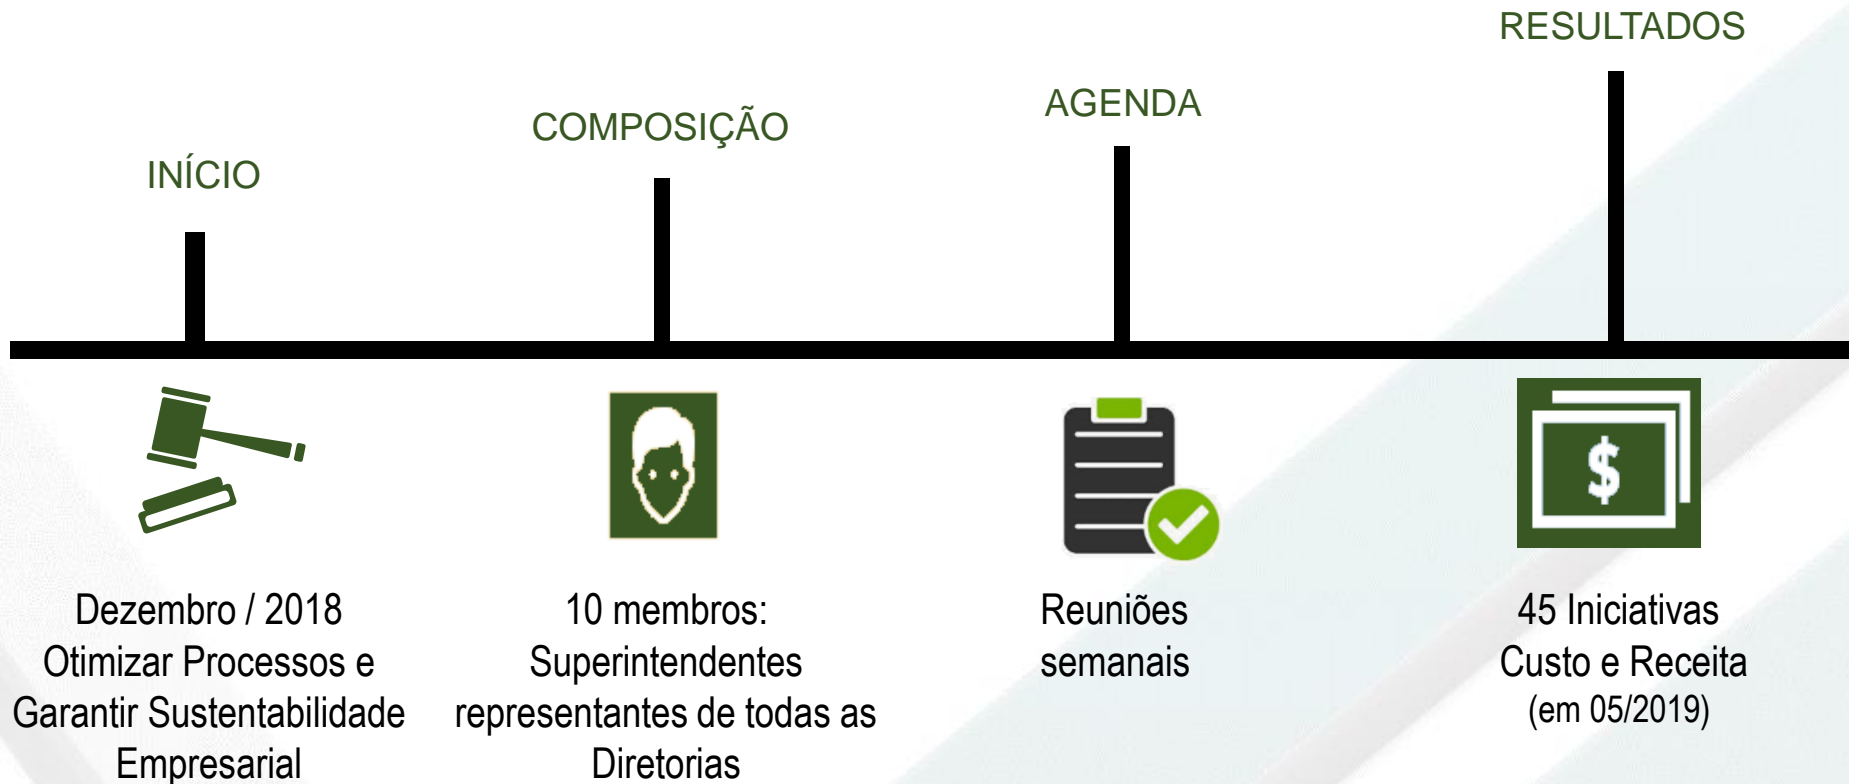 INÍCIO
COMPOSIÇÃO
AGENDA
RESULTADOS
Dezembro / 2018
Otimizar Processos e
Garantir Sustentabilidade
Empresarial
10 membros:
Superintendentes
representantes de todas as
Diretorias
Reuniões
semanais
$
45 Iniciativas
Custo e Receita
(em 05/2019)